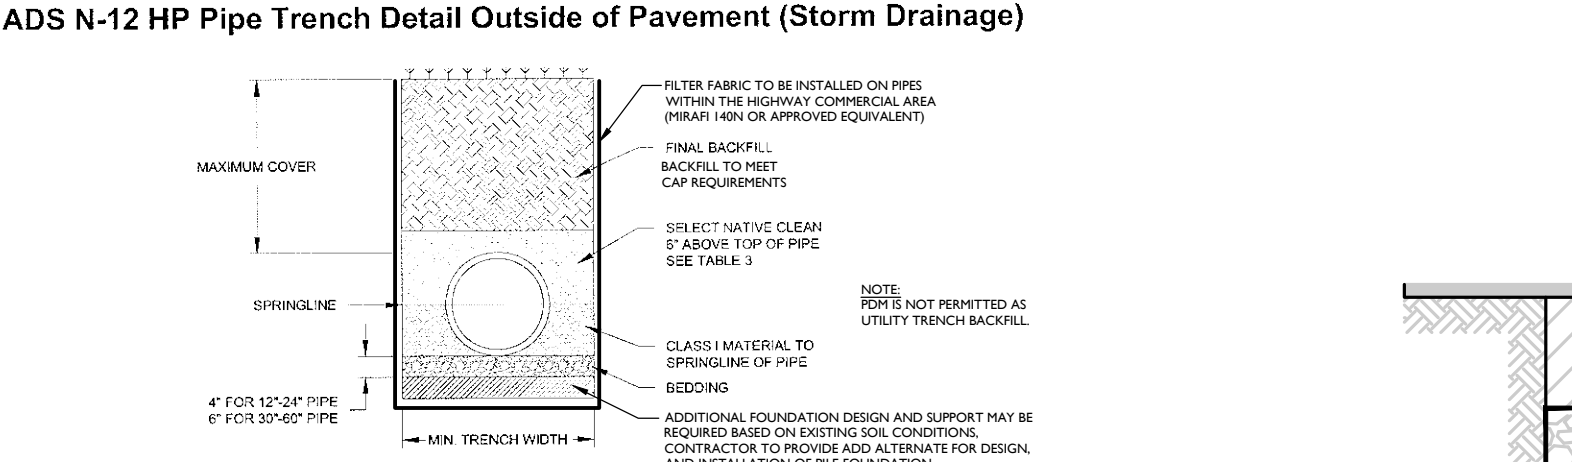 ADS N-12 HP Pipe Trench Detail Outside of Pavement (Storm Drainage)
FILTER FABRIC TO BE INSTALLED ON PIPES
WITHIN THE HIGHWAY COMMERCIAL AREA
(MIRAFI 140N OR APPROVED EQUIVALENT)
FINAL BACKFILL
BACKFILL TO MEET
CAP REQUIREMENTS
MAXIMUM COVER
SELECT NATIVE CLEAN
6" ABOVE TOP OF PIPE
SEE TABLE 3
SPRINGLINE
NOTE:
PDM IS NOT PERMITTED AS
UTILITY TRENCH BACKFILL.
CLASS I MATERIAL TO
SPRINGLINE OF PIPE
BEDDING
4" FOR 12"-24" PIPE
6" FOR 30"-60" PIPE
MIN. TRENCH WIDTH
ADDITIONAL FOUNDATION DESIGN AND SUPPORT MAY BE
REQUIRED BASED ON EXISTING SOIL CONDITIONS,
CONTRACTOR TO PROVIDE ADD ALTERNATE FOR DESIGN,
AND INSTALLATION OF PILE FOUNDATION